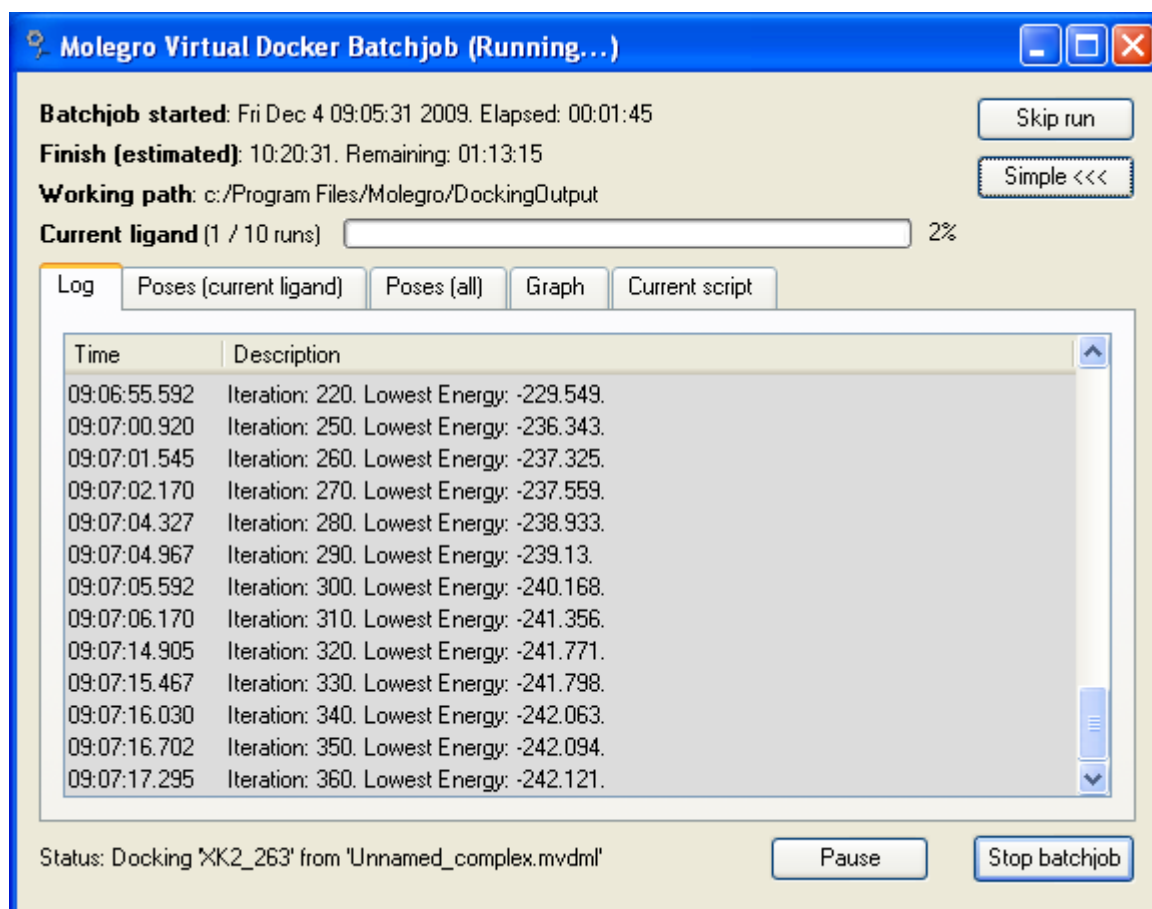 Molegro Virtual Docker Batchjob (Running...)
Batchjob started: Fri Dec 4 09:05:31 2009. Elapsed: 00:01:45
Skip run
Finish (estimated): 10:20:31. Remaining: 01:13:15
Simple <<<
Working path: c:/Program Files/Molegro/DockingOutput
Current ligand (1 / 10 runs) 2%
Log Poses (current ligand) Poses (all) Graph Current script
Time Description
09:06:55.592 Iteration: 220. Lowest Energy: -229.549.
09:07:00.920 Iteration: 250. Lowest Energy: -236.343.
09:07:01.545 Iteration: 260. Lowest Energy: -237.325.
09:07:02.170 Iteration: 270. Lowest Energy: -237.559.
09:07:04.327 Iteration: 280. Lowest Energy: -238.933.
09:07:04.967 Iteration: 290. Lowest Energy: -239.13.
09:07:05.592 Iteration: 300. Lowest Energy: -240.168.
09:07:06.170 Iteration: 310. Lowest Energy: -241.356.
09:07:14.905 Iteration: 320. Lowest Energy: -241.771.
09:07:15.467 Iteration: 330. Lowest Energy: -241.798.
09:07:16.030 Iteration: 340. Lowest Energy: -242.063.
09:07:16.702 Iteration: 350. Lowest Energy: -242.094.
09:07:17.295 Iteration: 360. Lowest Energy: -242.121.
Status: Docking 'XK2_263' from 'Unnamed_complex.mvdml' Pause Stop batchjob